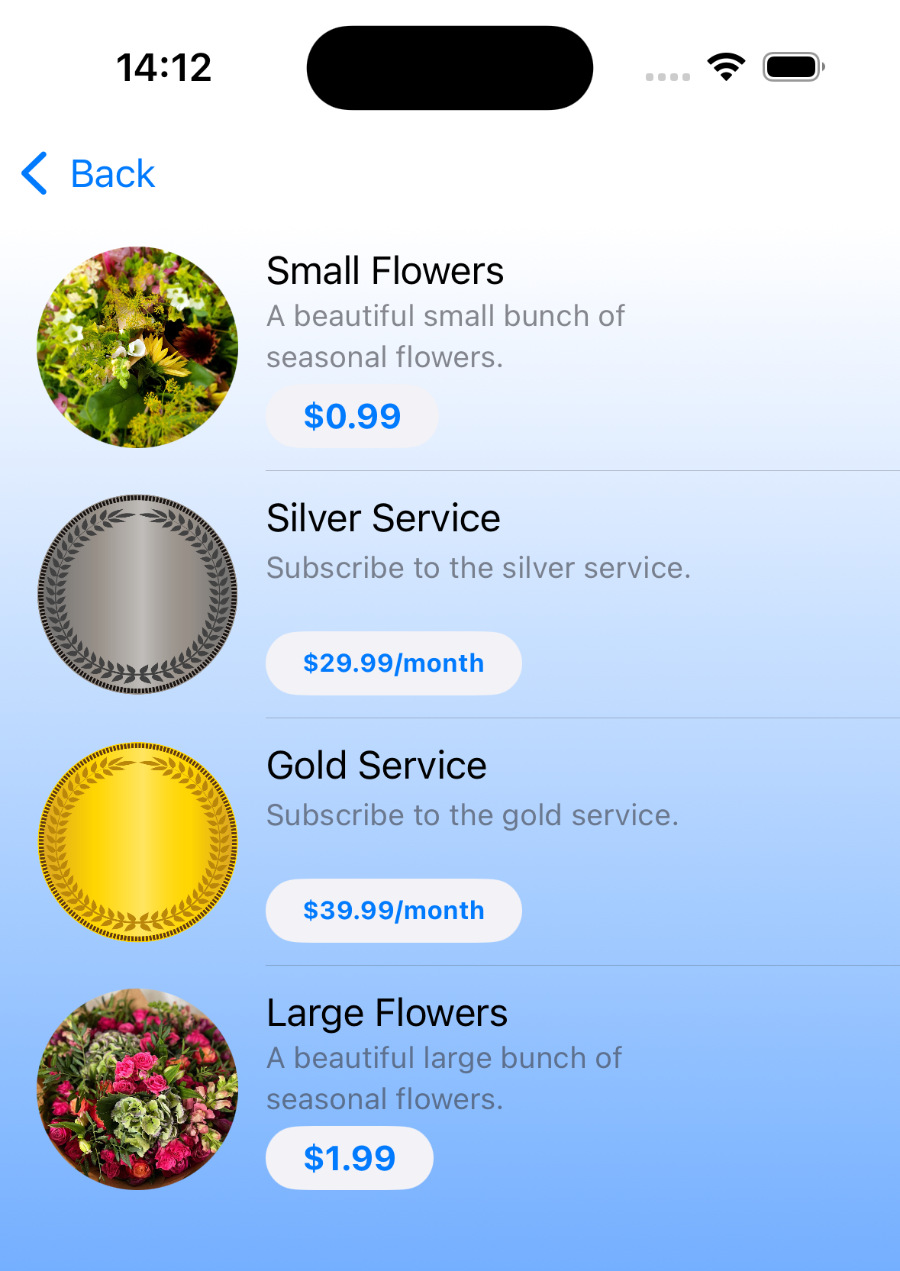 14:12
Back
Small Flowers
A beautiful small bunch of
seasonal flowers.
$0.99
Silver Service
Subscribe to the silver service.
$29.99/month
Gold Service
Subscribe to the gold service.
$39.99/month
Large Flowers
A beautiful large bunch of
seasonal flowers.
$1.99